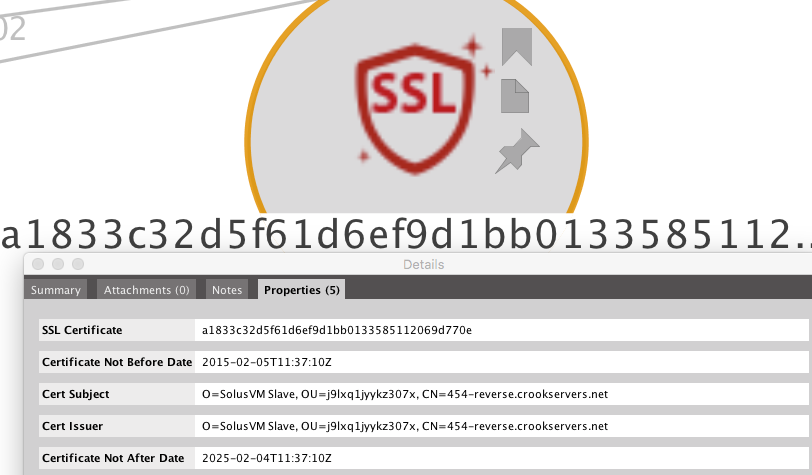 02
SSL
a1833c32d5f61d6ef9d1bb0133585112..
Details
Summary Attachments (0) Notes Properties (5)
SSL Certificate a1833c32d5f61d6ef9d1bb0133585112069d770e
Certificate Not Before Date 2015-02-05T11:37:10Z
Cert Subject O=SolusVM Slave, OU=j9lxq1jyykz307x, CN=454-reverse.crookservers.net
Cert Issuer O=SolusVM Slave, OU=j9lxq1jyykz307x, CN=454-reverse.crookservers.net
Certificate Not After Date 2025-02-04T11:37:10Z